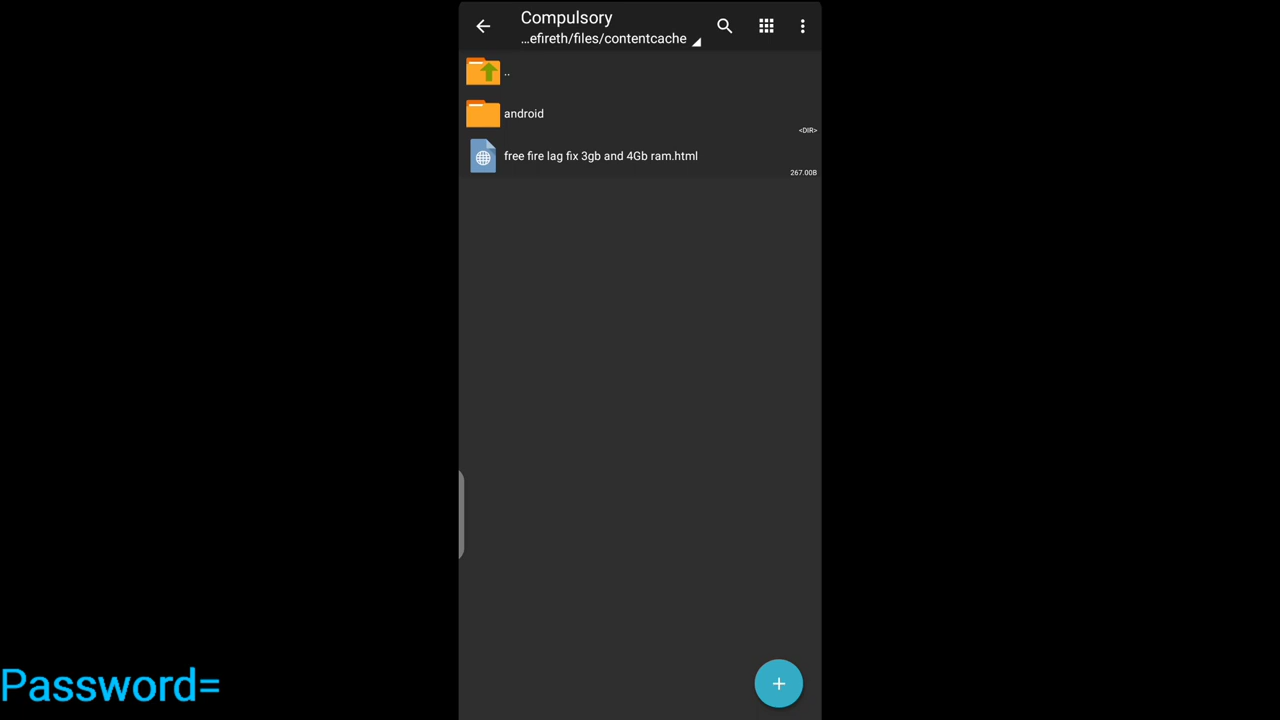 Compulsory
...efireth/files/contentcache
..
android
<DIR>
free fire lag fix 3gb and 4Gb ram.html
267.00B
Password=